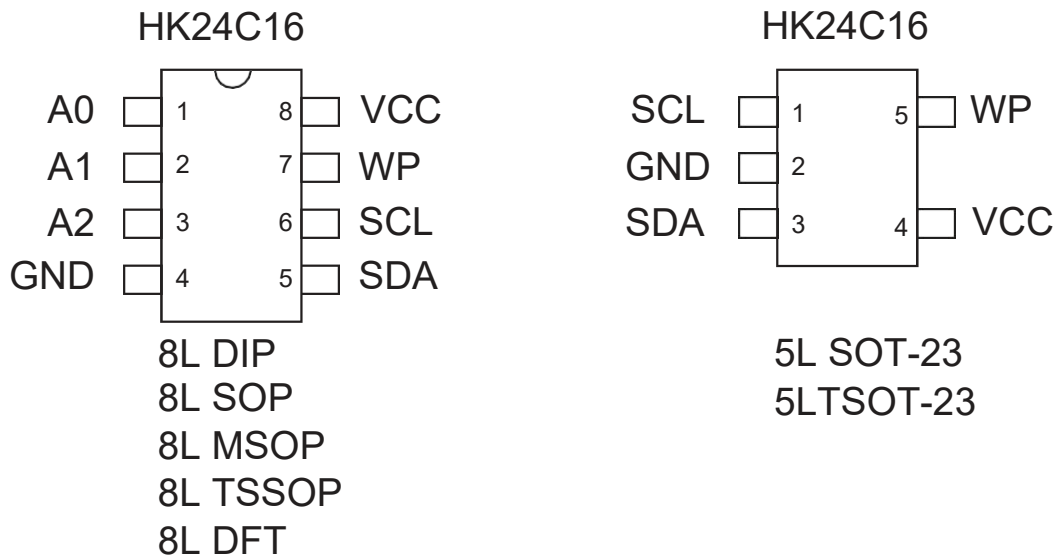 HK24C16
A0 1 8 VCC
A1 2 7 WP
A2 3 6 SCL
GND 4 5 SDA
8L DIP
8L SOP
8L MSOP
8L TSSOP
8L DFT
HK24C16
SCL 1 5 WP
GND 2
SDA 3 4 VCC
5L SOT-23
5LTSOT-23